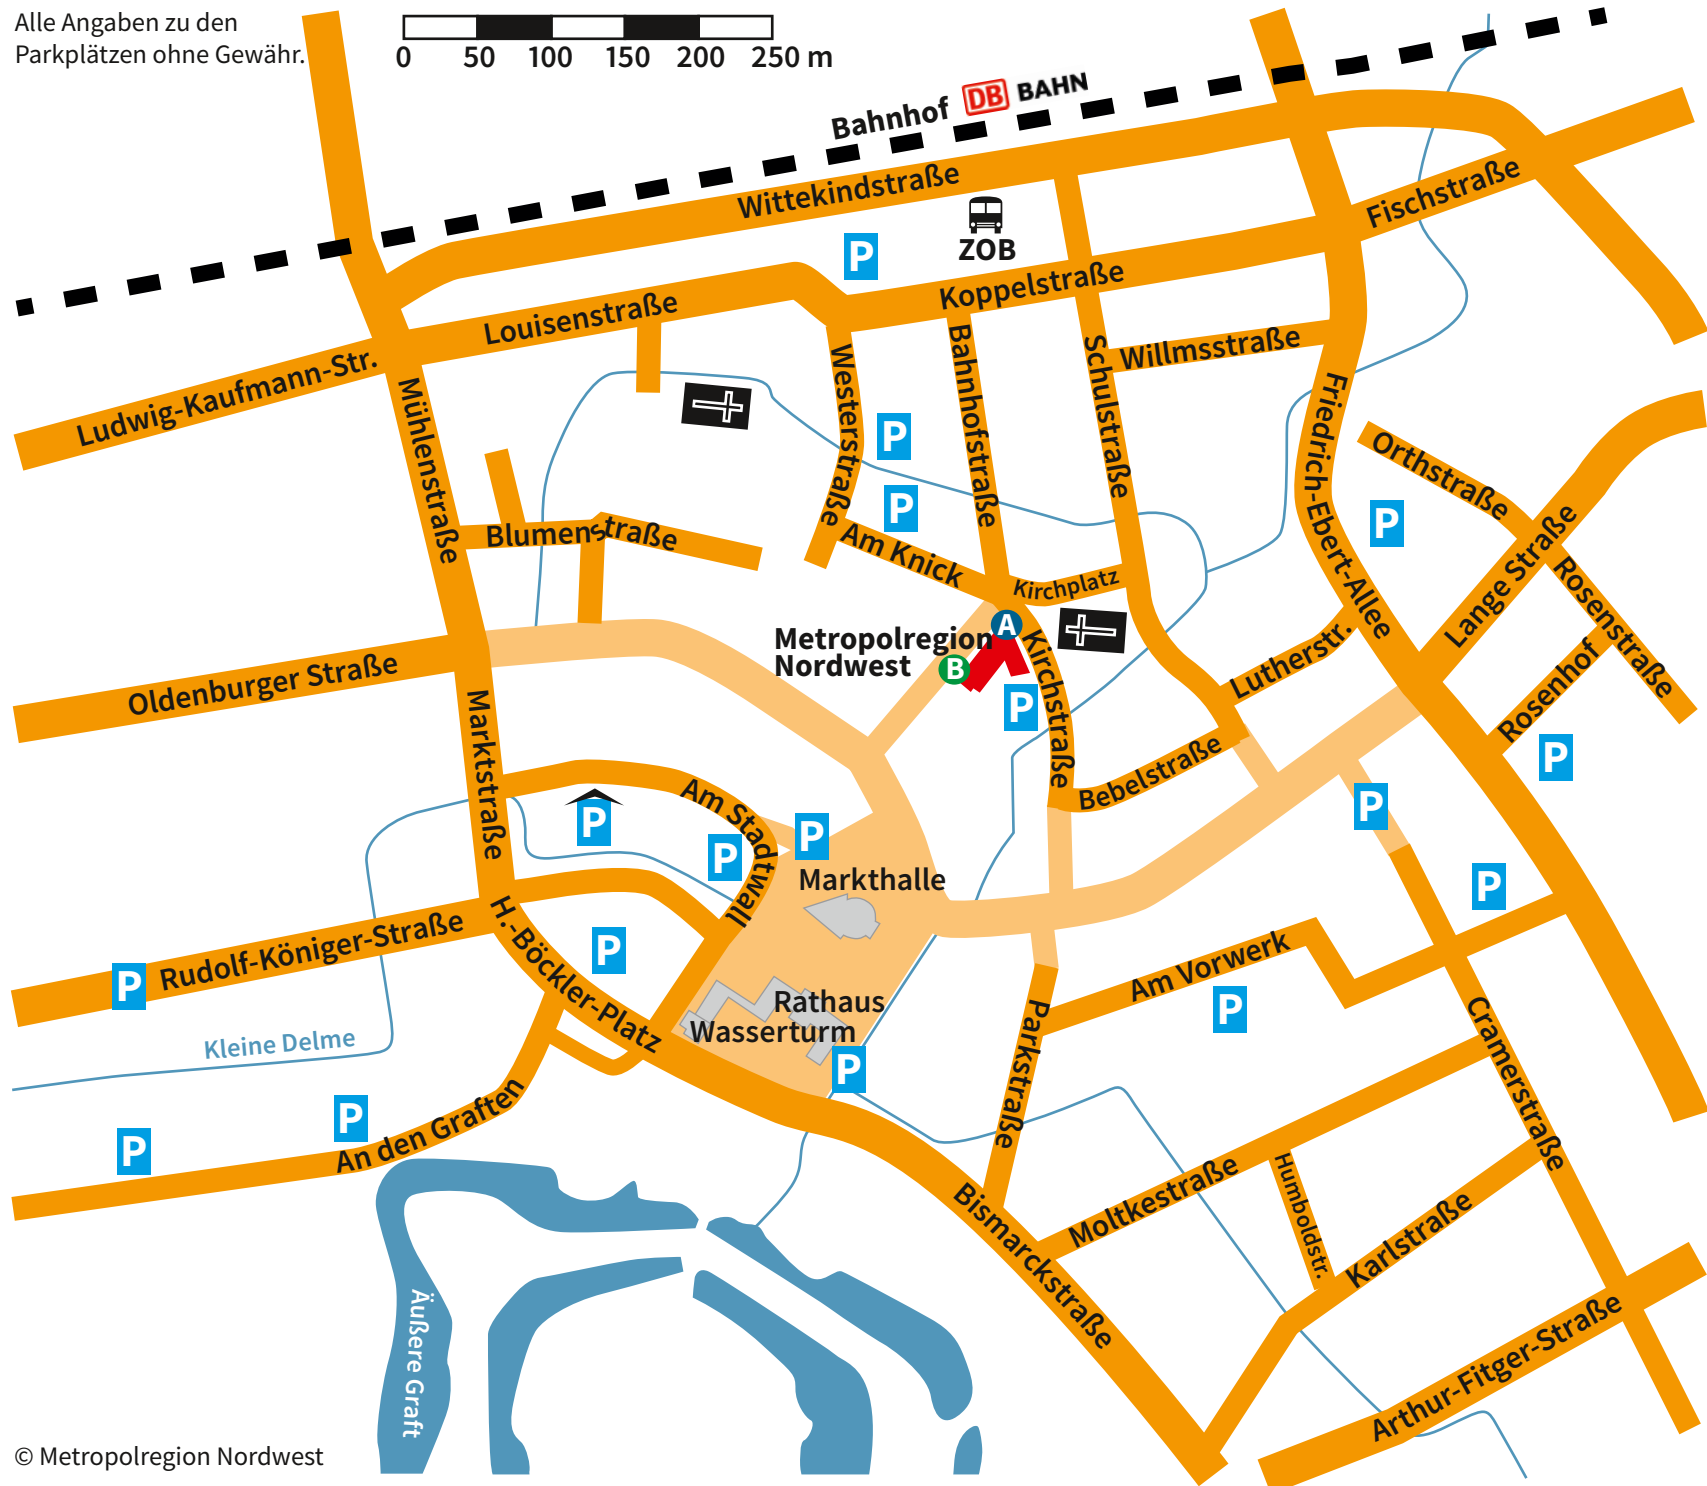 Alle Angaben zu den
Parkplätzen ohne Gewähr.
0 50 100 150 200 250 m
Bahnhof DB BAHN
Wittekindstraße
Fischstraße
ZOB
P
Koppelstraße
Louisenstraße
Ludwig-Kaufmann-Str.
Mühlenstraße
Westerstraße
Bahnhofstraße
Schulstraße
Willmsstraße
Friedrich-Ebert-Allee
P
P
P
Orthstraße
Lange Straße
Rosenstraße
Rosenhof
Blumenstraße
Am Knick
Kirchplatz
A
Metropolregion
Nordwest
B
P
Kirchstraße
Lutherstr.
Bebelstraße
Oldenburger Straße
Marktstraße
P
P
P
P
P
P
P
Am Stadtwall
Markthalle
H.-Böckler-Platz
Rudolf-Königer-Straße
P
P
Rathaus
Wasserturm
P
Am Vorwerk
P
Parkstraße
Cramerstraße
Kleine Delme
An den Graften
P
P
Moltkestraße
Humboldstr.
Karlstraße
Bismarckstraße
Arthur-Fitger-Straße
Äußere Graft
© Metropolregion Nordwest